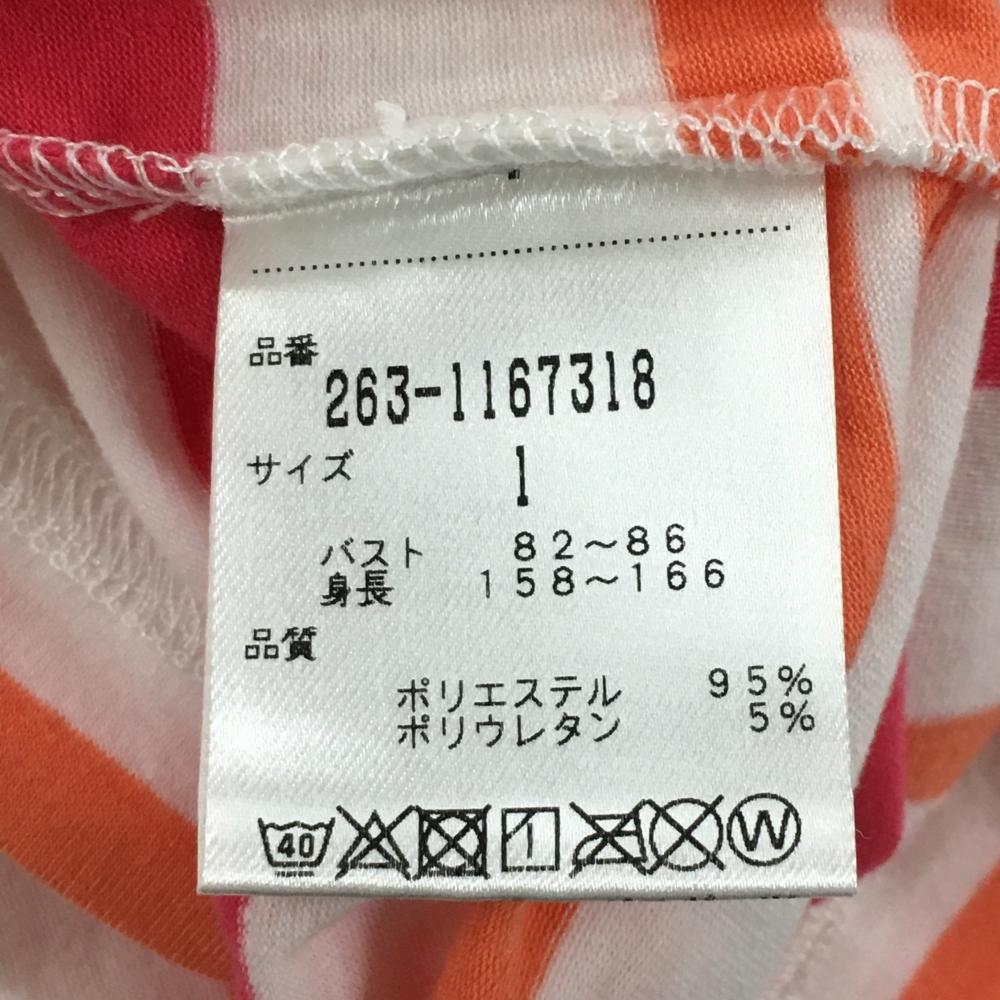 品番
263-1167318
サイズ 1
バスト 82～86
身長 158～166
品質
ポリエステル 95%
ポリウレタン 5%
40 W